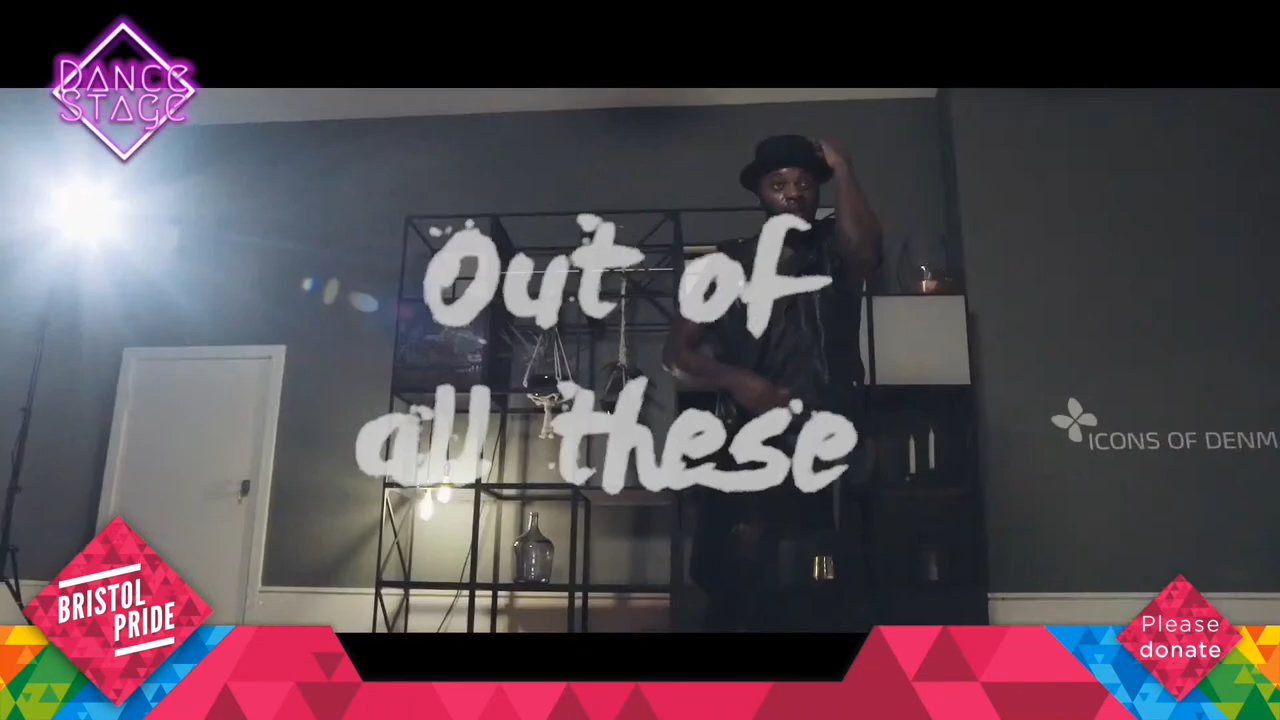 DANCE
STAGE
Out of
all these
ICONS OF DENM
BRISTOL
PRIDE
Please
donate